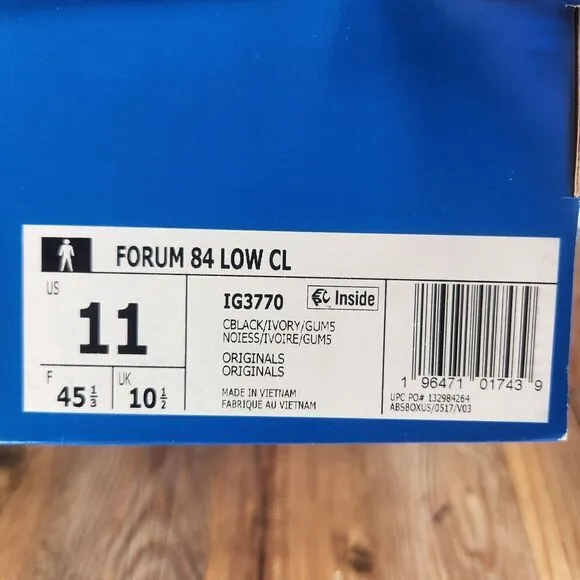 FORUM 84 LOW CL
US
11
F
45 1/3
UK
10 1/2
IG3770
Inside
CBLACK/IVORY/GUM5
NOIESS/IVOIRE/GUM5
ORIGINALS
ORIGINALS
MADE IN VIETNAM
FABRIQUÉ AU VIETNAM
1 96471 01743 9
UPC PO# 132984264
ABSBOXUS/0517/V03